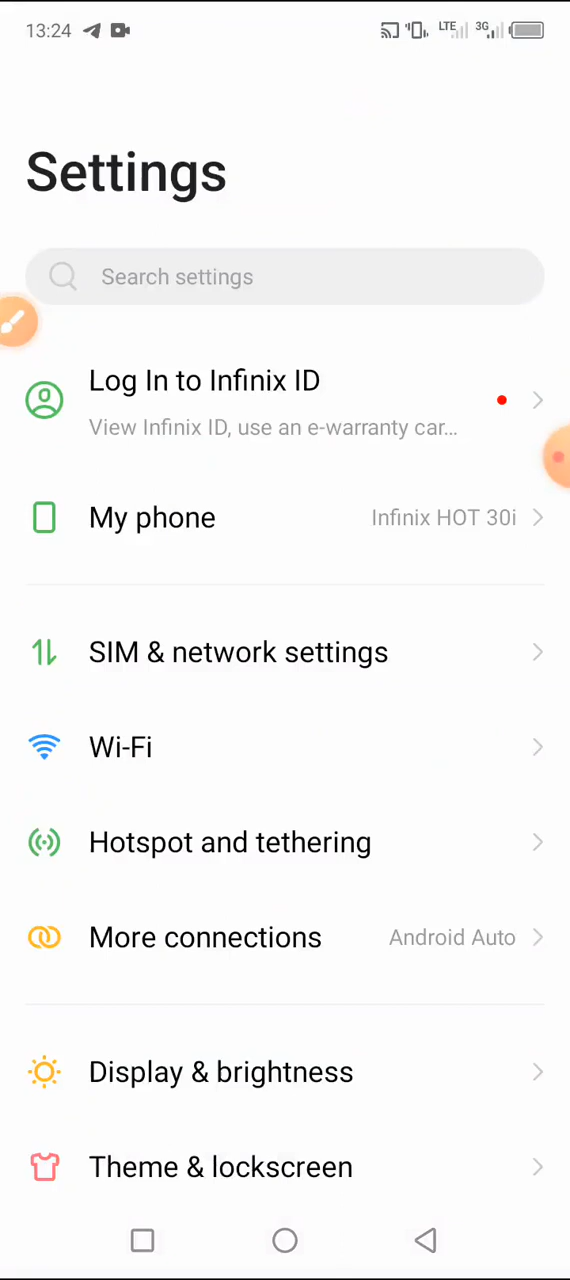 13:24 LTE 3G
Settings
Search settings
Log In to Infinix ID
View Infinix ID, use an e-warranty car...
My phone Infinix HOT 30i
SIM & network settings
Wi-Fi
Hotspot and tethering
More connections Android Auto
Display & brightness
Theme & lockscreen